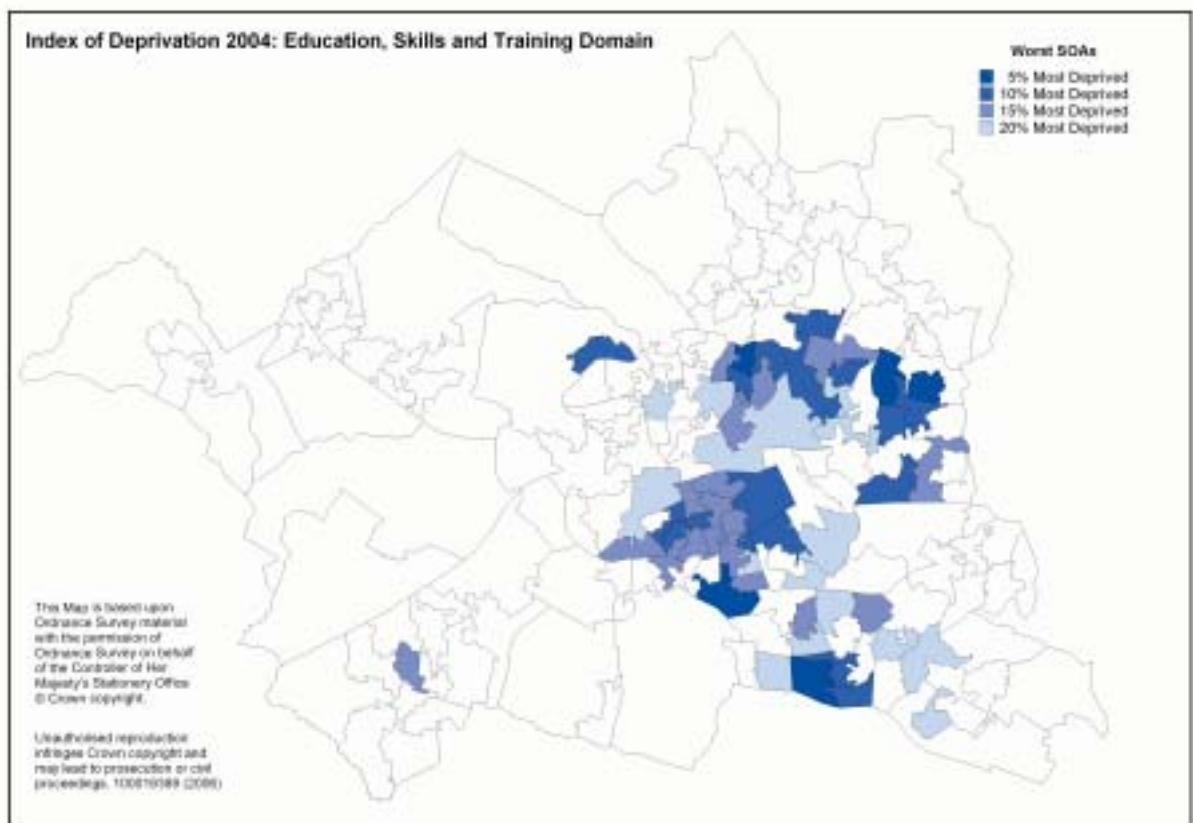 Index of Deprivation 2004: Education, Skills and Training Domain
Worst SOAs
5% Most Deprived
10% Most Deprived
15% Most Deprived
20% Most Deprived
This Map is based upon
Ordnance Survey material
with the permission of
Ordnance Survey on behalf
of the Controller of Her
Majesty's Stationery Office
© Crown copyright.
Unauthorised reproduction
infringes Crown copyright and
may lead to prosecution or civil
proceedings. (2006)